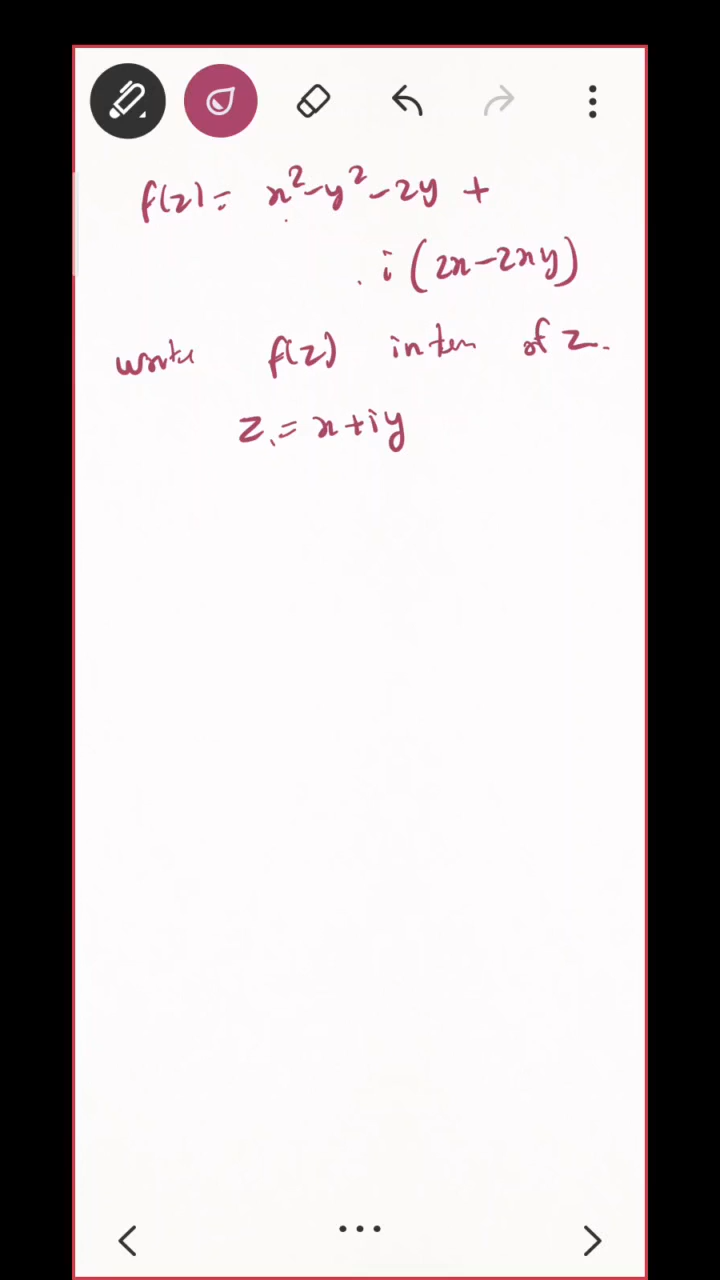 f(z) = x²-y²-2y +
i (2x-2xy)
write f(z) in term of z.
z = x+iy